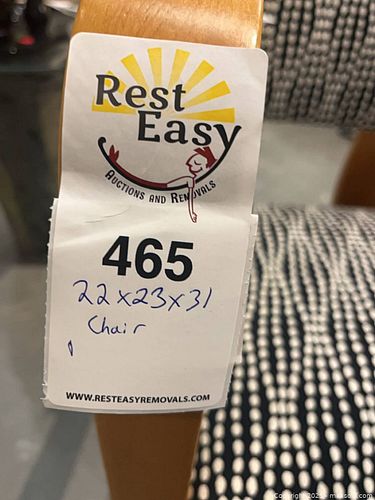 Rest
Easy
AUCTIONS AND REMOVALS
465
22x23x31
Chair
WWW.RESTEASYREMOVALS.COM